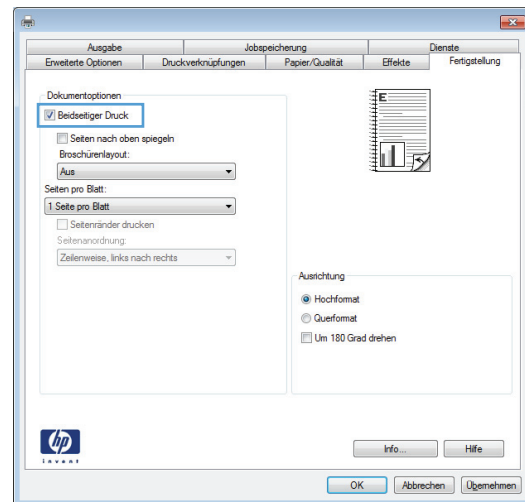 Ausgabe
Jobspeicherung
Dienste
Erweiterte Optionen
Druckverknüpfungen
Papier/Qualität
Effekte
Fertigstellung
Dokumentoptionen
Beidseitiger Druck
Seiten nach oben spiegeln
Broschürenlayout:
Aus
Seiten pro Blatt:
1 Seite pro Blatt
Seitenränder drucken
Seitenanordnung:
Zeilenweise, links nach rechts
E
Ausrichtung
Hochformat
Querformat
Um 180 Grad drehen
hp
invent
Info...
Hilfe
OK
Abbrechen
Übernehmen